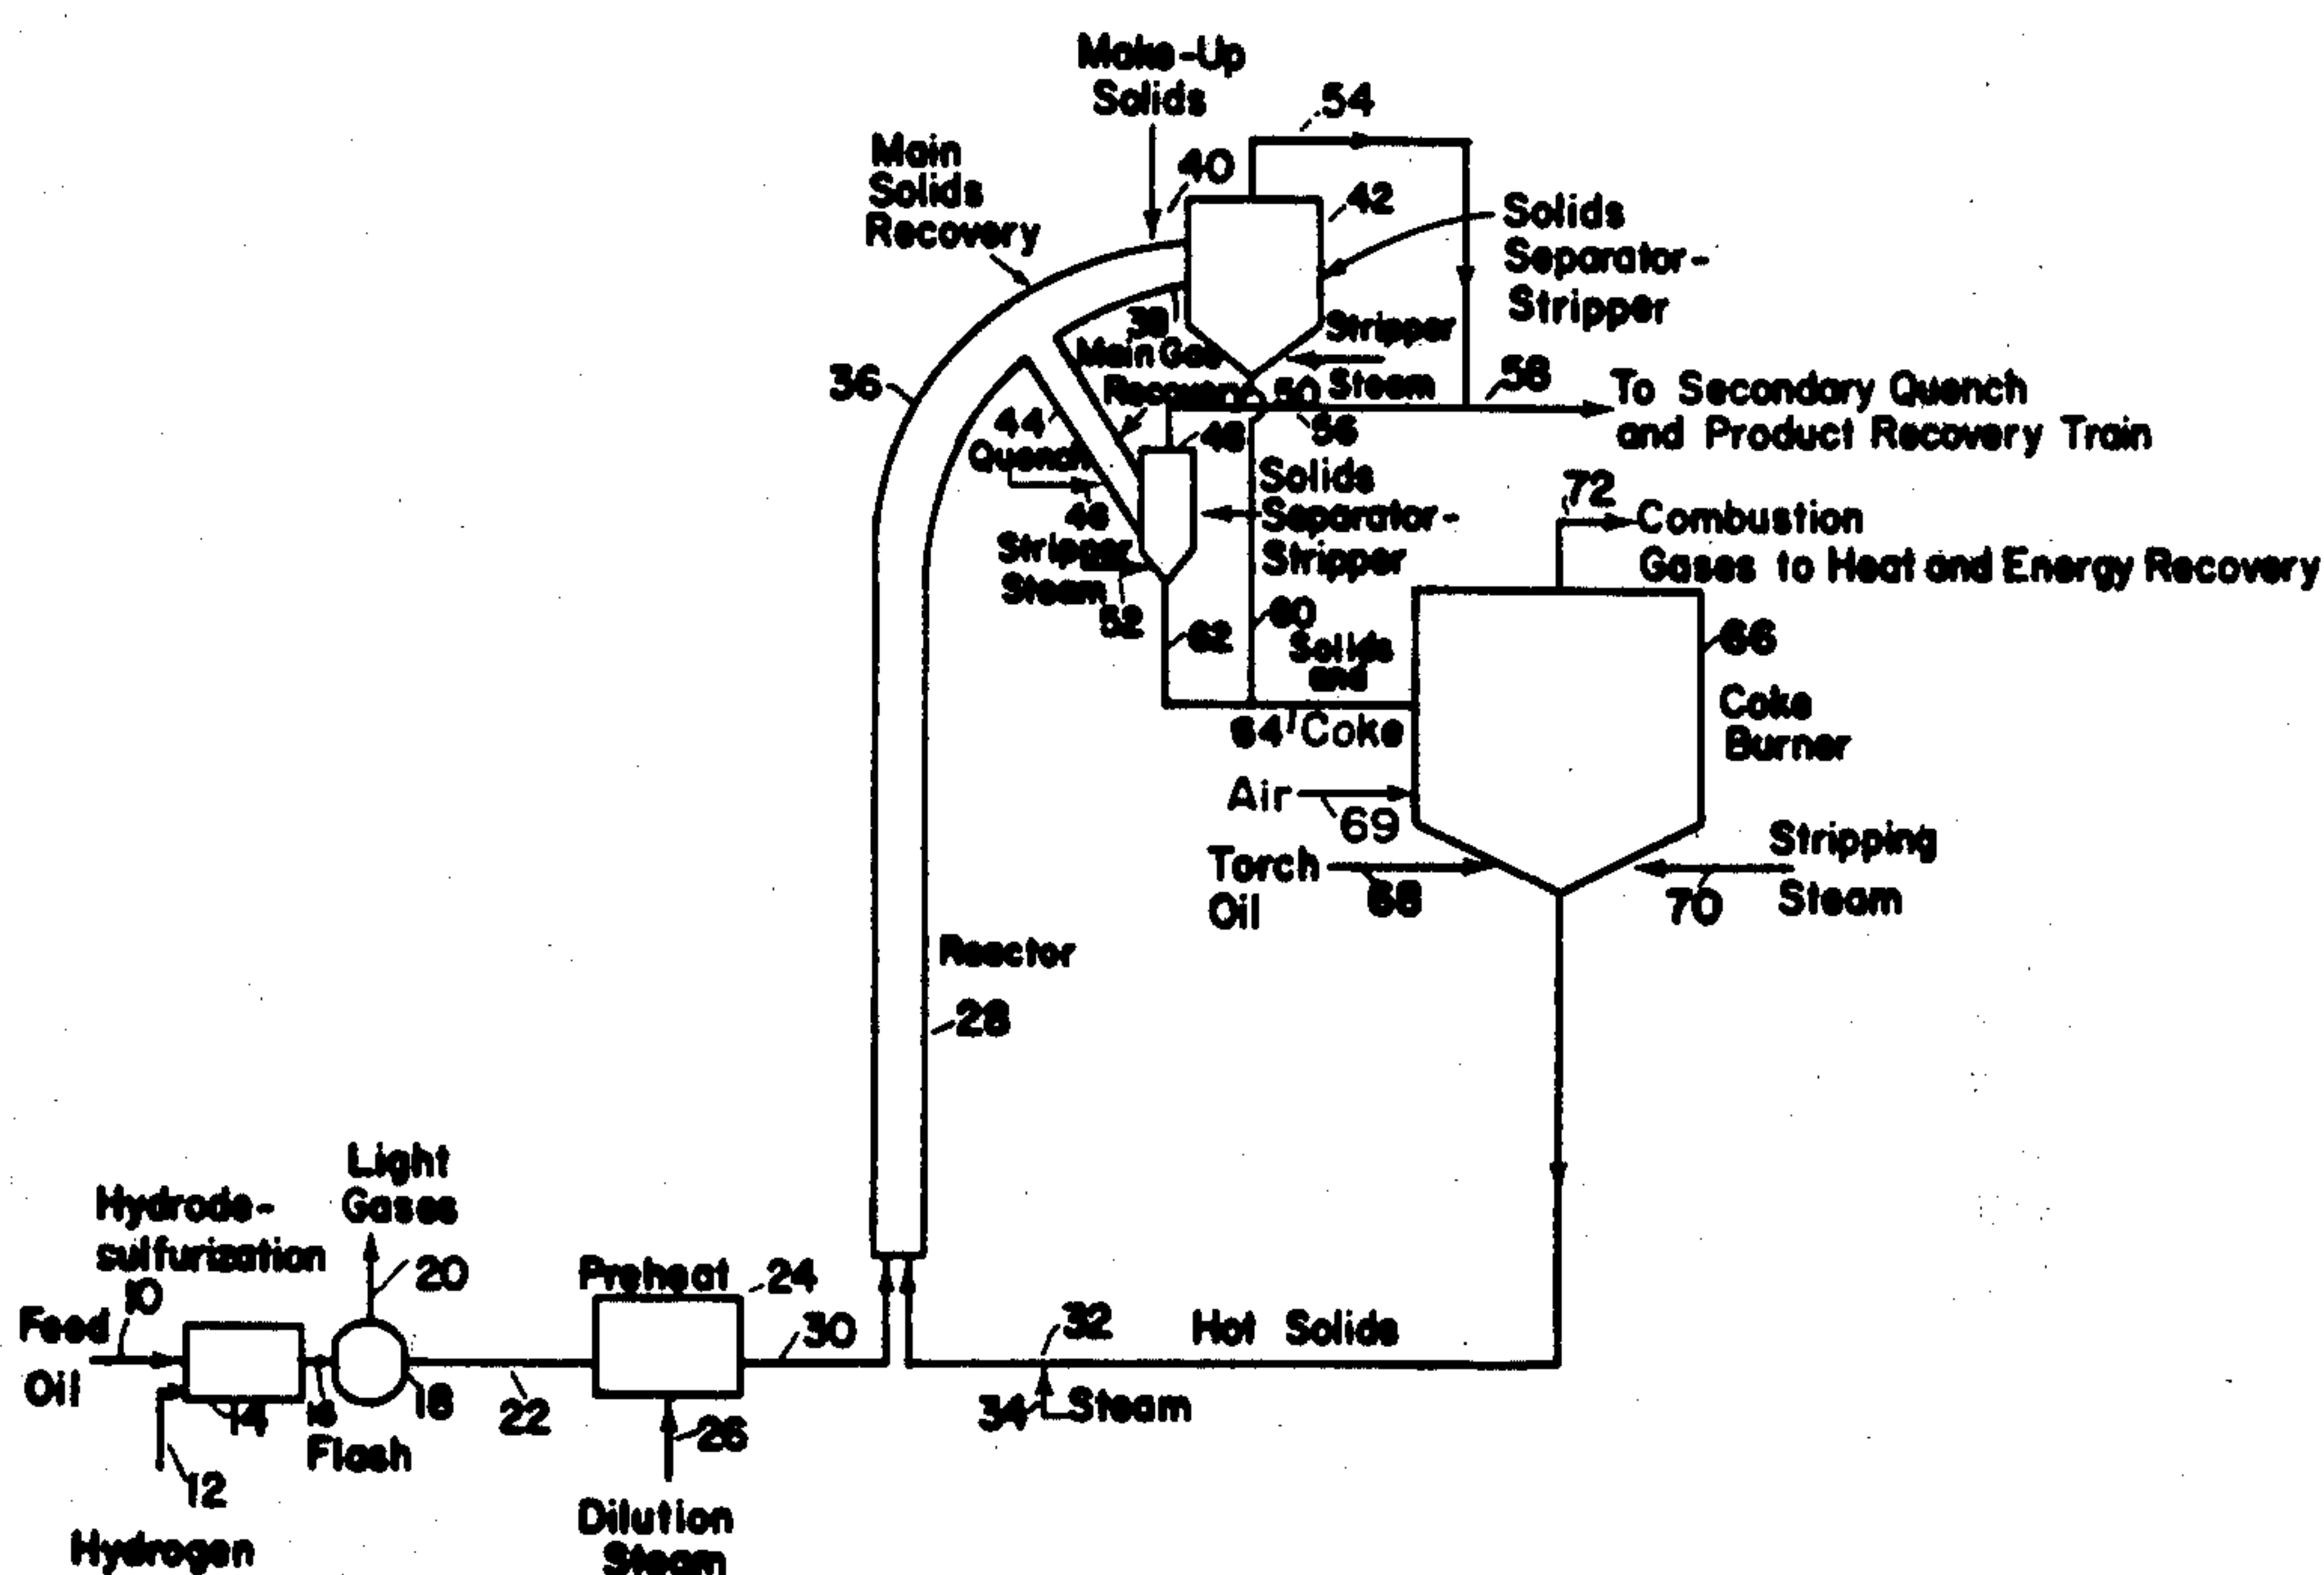 Make-Up
Solids
54
Main
Solids
Recovery
40
42
Solids
Separator-
Stripper
38
Main Gas
Recovery
Stripper
Steam
50
58
To Secondary Quench
and Product Recovery Train
36
44
Quench
46
48
56
Solids
Separator-
Stripper
72
Combustion
Gases to Heat and Energy Recovery
Stripper
Steam
52
62
60
Solids
and
64 Coke
66
Coke
Burner
Air
69
Torch
Oil
68
70
Stripping
Steam
Reactor
28
Light
Gases
Hydrode-
sulfurization
10
20
Feed
Oil
Preheat
24
30
32
Hot Solids
14
16
18
22
34
Steam
Flash
26
12
Hydrogen
Dilution
Steam